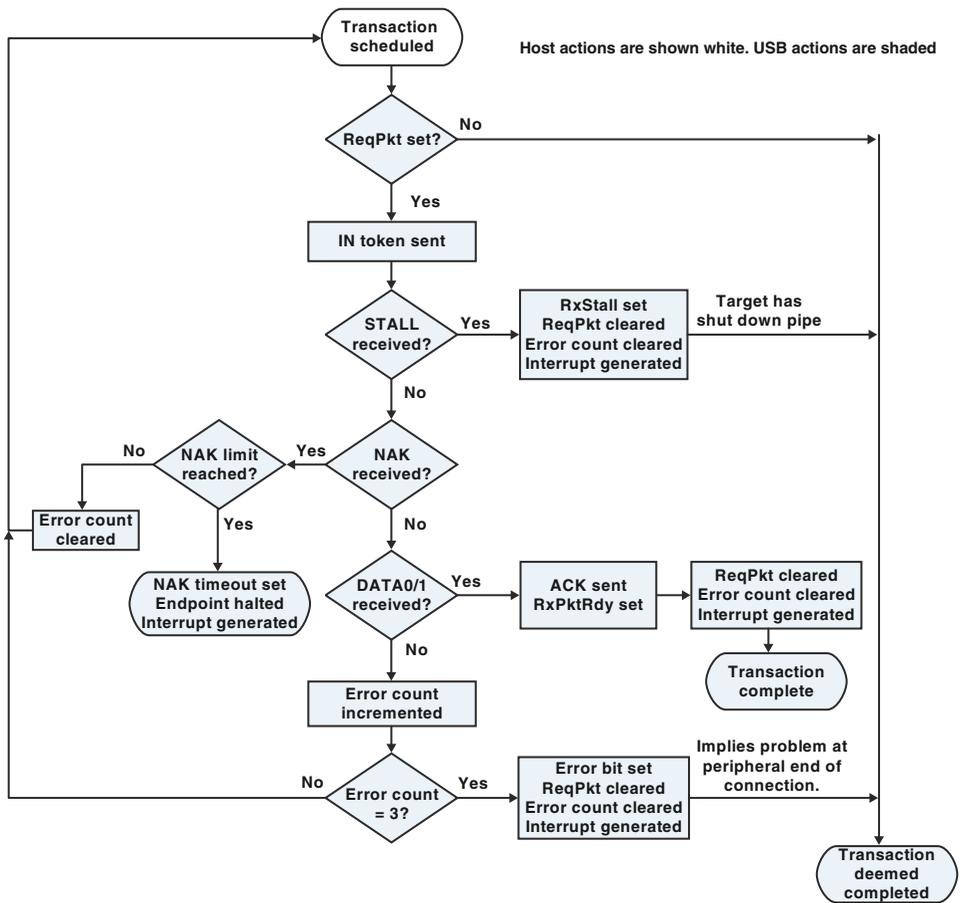 Transaction
scheduled
Host actions are shown white. USB actions are shaded
ReqPkt set?
No
Yes
IN token sent
STALL
received?
Yes
RxStall set
ReqPkt cleared
Error count cleared
Interrupt generated
Target has
shut down pipe
No
NAK
received?
Yes
NAK limit
reached?
No
Error count
cleared
Yes
NAK timeout set
Endpoint halted
Interrupt generated
No
DATA0/1
received?
Yes
ACK sent
RxPktRdy set
ReqPkt cleared
Error count cleared
Interrupt generated
Transaction
complete
No
Error count
incremented
Error count
= 3?
No
Yes
Error bit set
ReqPkt cleared
Error count cleared
Interrupt generated
Implies problem at
peripheral end of
connection.
Transaction
deemed
completed